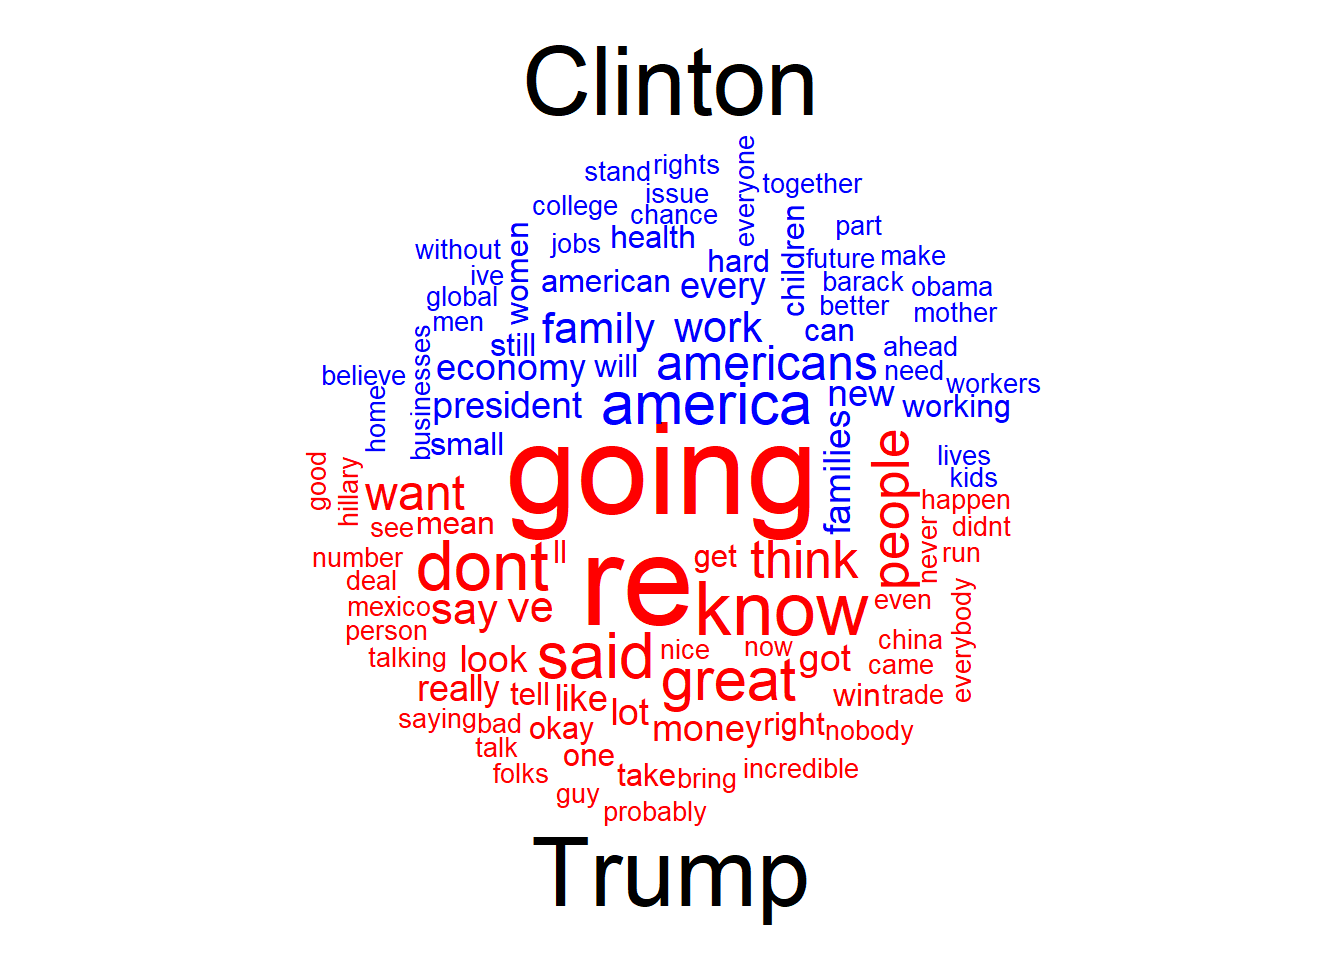 Clinton
stand rights everyone
issue together
college chance children part
without women jobs health
hard future make
ive american every barack obama
global better mother
men family work can
still ahead
businesses economy will americans need
believe workers
home president america new working
small families
going people lives
good hillary want kids
see mean happen
never didnt
number dont ll get think run
deal re
mexico say ve know even everybody
person china
talking look said nice now got came
really tell like great win trade
saying bad okay lot money right nobody
talk one
folks take bring incredible
guy probably
Trump